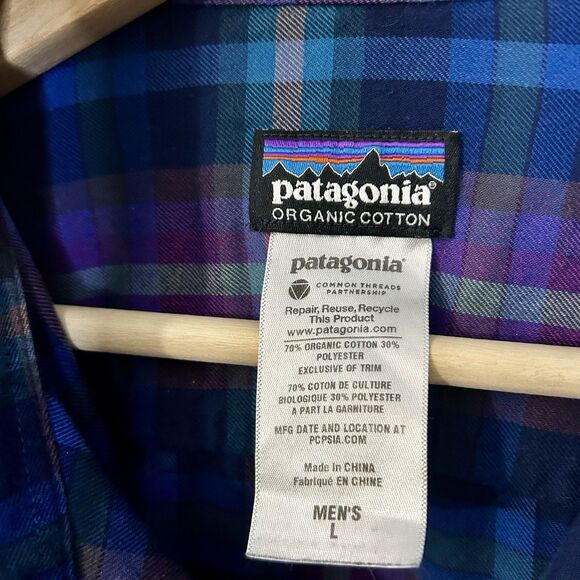 patagonia®
ORGANIC COTTON
patagonia®
COMMON THREADS
PARTNERSHIP
Repair, Reuse, Recycle
This Product
www.patagonia.com
70% ORGANIC COTTON 30%
POLYESTER
EXCLUSIVE OF TRIM
70% COTON DE CULTURE
BIOLOGIQUE 30% POLYESTER
A PART LA GARNITURE
MFG DATE AND LOCATION AT
PCPSIA.COM
Made in CHINA
Fabriqué EN CHINE
MEN'S
L